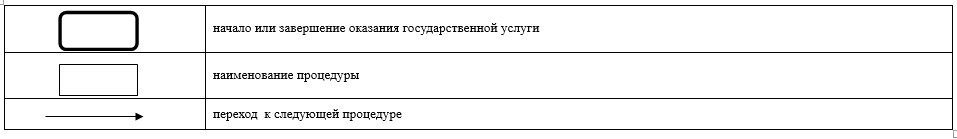 начало или завершение оказания государственной услуги
наименование процедуры
переход к следующей процедуре